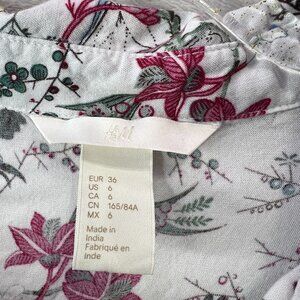 H&M
EUR 36
US 6
CA 6
CN 165/84A
MX 6
Made in
India
Fabriqué en
Inde